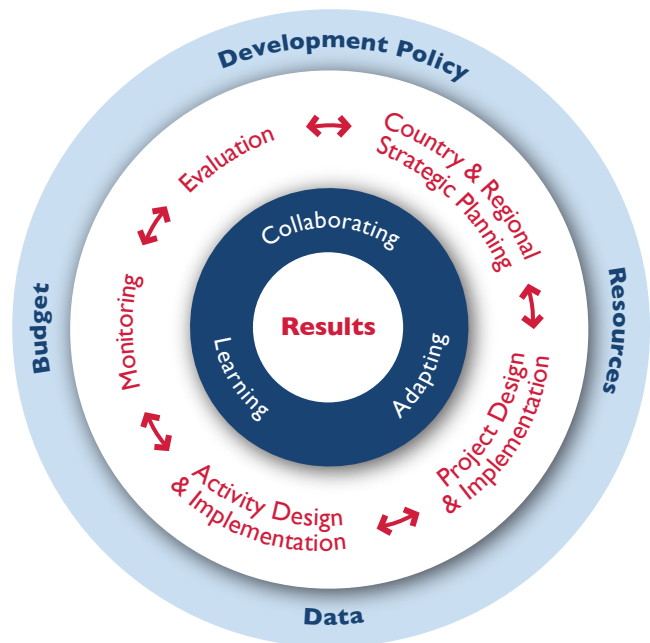 Development Policy
Evaluation
Country & Regional
Strategic Planning
Collaborating
Budget
Monitoring
Learning
Results
Adapting
Resources
Project Design
& Implementation
Activity Design
& Implementation
Data